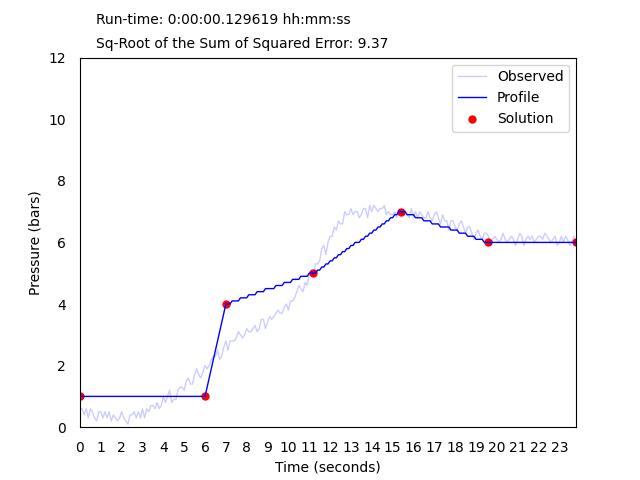 Run-time: 0:00:00.129619 hh:mm:ss
Sq-Root of the Sum of Squared Error: 9.37
Observed
Profile
Solution
12
10
8
6
4
2
0
Pressure (bars)
0 1 2 3 4 5 6 7 8 9 10 11 12 13 14 15 16 17 18 19 20 21 22 23
Time (seconds)